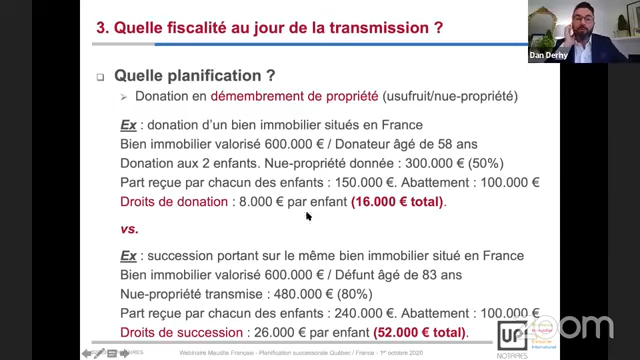 3. Quelle fiscalité au jour de la transmission ?
Dan Derhy
Quelle planification ?
Donation en démembrement de propriété (usufruit/nue-propriété)
Ex : donation d'un bien immobilier situés en France
Bien immobilier valorisé 600.000 € / Donateur âgé de 58 ans
Donation aux 2 enfants. Nue-propriété donnée : 300.000 € (50%)
Part reçue par chacun des enfants : 150.000 €. Abattement : 100.000 €
Droits de donation : 8.000 € par enfant (16.000 € total).
vs.
Ex : succession portant sur le même bien immobilier situé en France
Bien immobilier valorisé 600.000 € / Défunt âgé de 83 ans
Nue-propriété transmise : 480.000 € (80%)
Part reçue par chacun des enfants : 240.000 €. Abattement : 100.000 €
Droits de succession : 26.000 € par enfant (52.000 € total).
zoom
UP
NOTAIRES
Webinaire Maudite Français - Planification successorale Québec / France - 1er octobre 2020